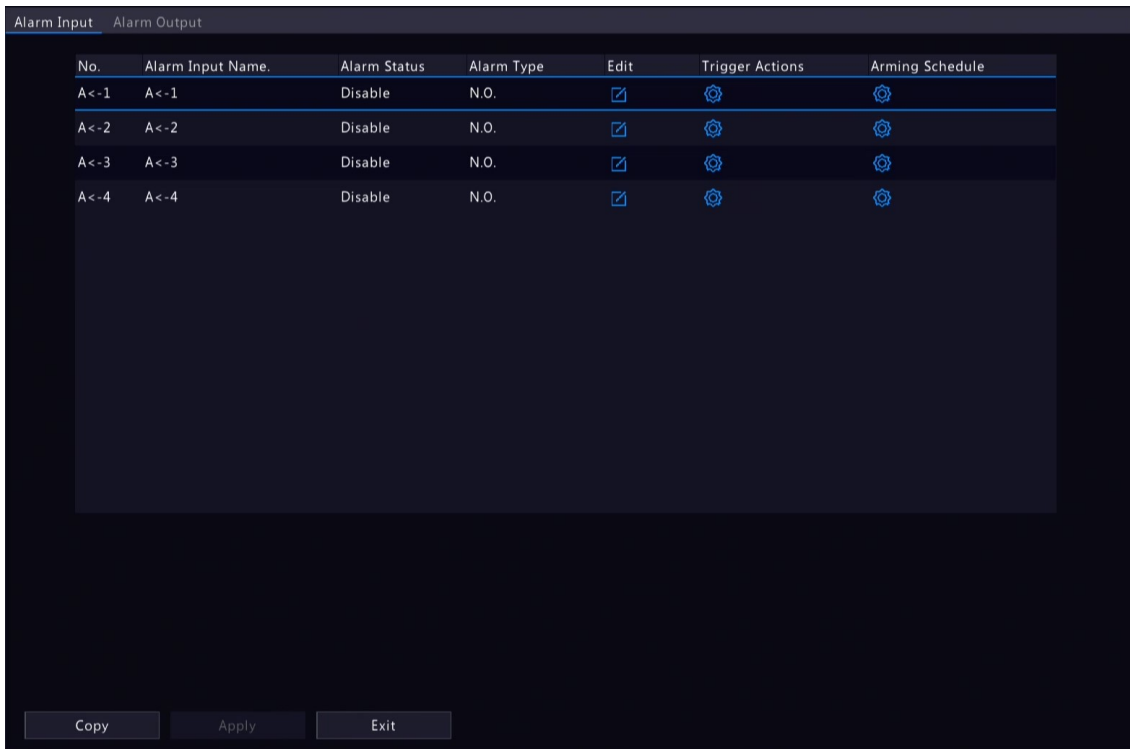 Alarm Input Alarm Output
No. Alarm Input Name. Alarm Status Alarm Type Edit Trigger Actions Arming Schedule
A<-1 A<-1 Disable N.O.
A<-2 A<-2 Disable N.O.
A<-3 A<-3 Disable N.O.
A<-4 A<-4 Disable N.O.
Copy Apply Exit